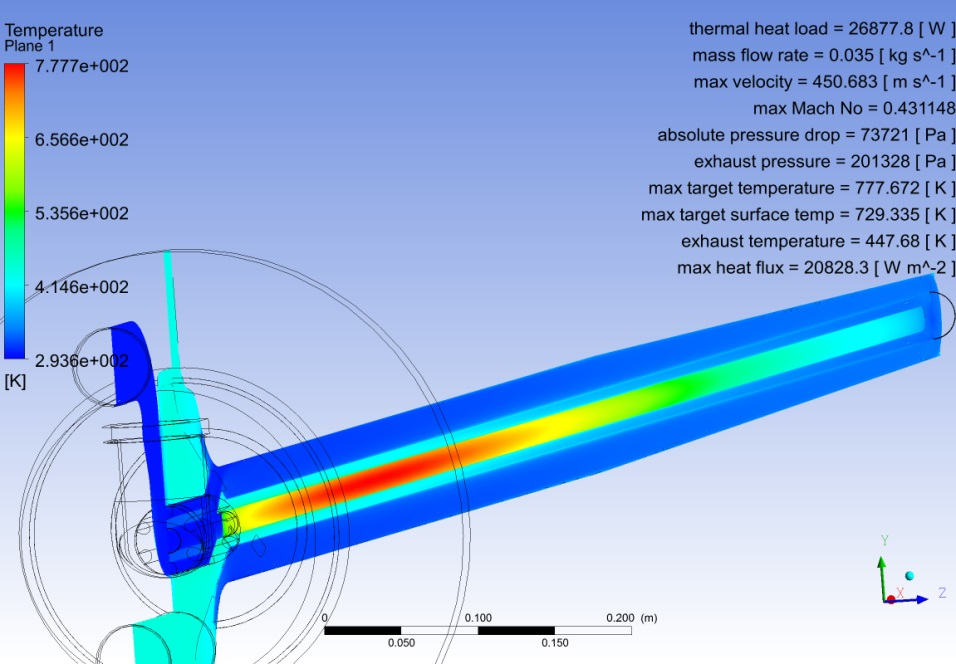 Temperature
Plane 1
7.777e+002
6.566e+002
5.356e+002
4.146e+002
2.936e+002
[K]
thermal heat load = 26877.8 [ W ]
mass flow rate = 0.035 [ kg s^-1 ]
max velocity = 450.683 [ m s^-1 ]
max Mach No = 0.431148
absolute pressure drop = 73721 [ Pa ]
exhaust pressure = 201328 [ Pa ]
max target temperature = 777.672 [ K ]
max target surface temp = 729.335 [ K ]
exhaust temperature = 447.68 [ K ]
max heat flux = 20828.3 [ W m^-2 ]
0 0.100 0.200 (m)
0.050 0.150
Y
X Z